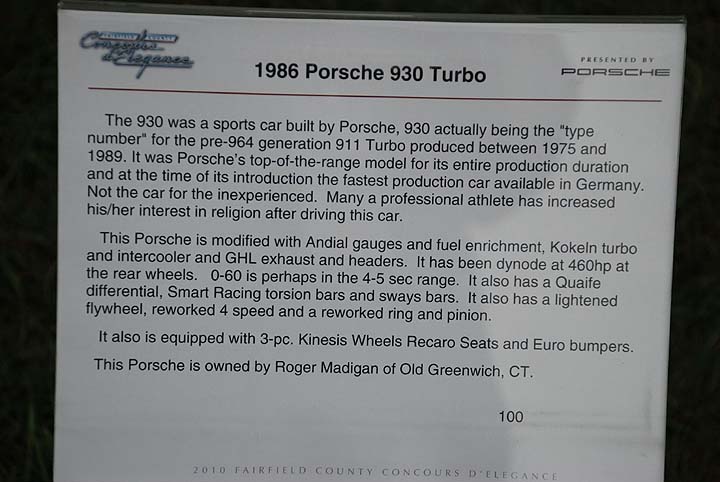 FAIRFIELD COUNTY
Concours
d'Elegance
1986 Porsche 930 Turbo
PRESENTED BY
PORSCHE
The 930 was a sports car built by Porsche, 930 actually being the "type
number" for the pre-964 generation 911 Turbo produced between 1975 and
1989. It was Porsche's top-of-the-range model for its entire production duration
and at the time of its introduction the fastest production car available in Germany.
Not the car for the inexperienced. Many a professional athlete has increased
his/her interest in religion after driving this car.
This Porsche is modified with Andial gauges and fuel enrichment, Kokeln turbo
and intercooler and GHL exhaust and headers. It has been dynode at 460hp at
the rear wheels. 0-60 is perhaps in the 4-5 sec range. It also has a Quaife
differential, Smart Racing torsion bars and sways bars. It also has a lightened
flywheel, reworked 4 speed and a reworked ring and pinion.
It also is equipped with 3-pc. Kinesis Wheels Recaro Seats and Euro bumpers.
This Porsche is owned by Roger Madigan of Old Greenwich, CT.
100
2010 FAIRFIELD COUNTY CONCOURS D'ELEGANCE